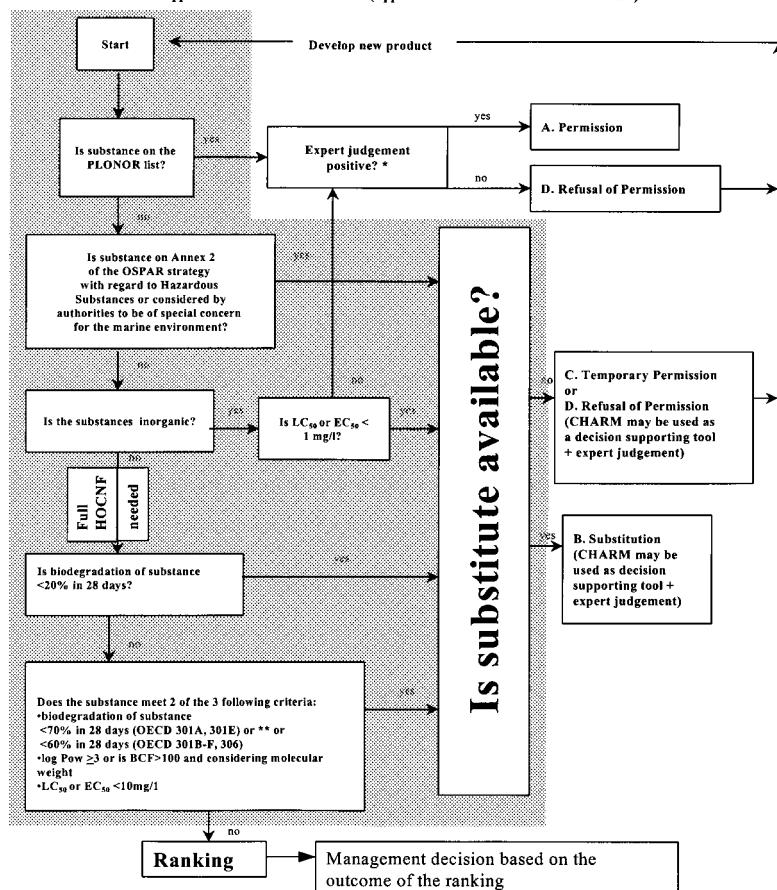 Start
Develop new product
Is substance on the
PLONOR list?
yes
Expert judgement
positive? *
yes
A. Permission
no
D. Refusal of Permission
no
Is substance on Annex 2
of the OSPAR strategy
with regard to Hazardous
Substances or considered by
authorities to be of special concern
for the marine environment?
yes
no
Is the substances inorganic?
yes
Is LC50 or EC50 <
1 mg/l?
no
yes
Is substitute available?
no
C. Temporary Permission
or
D. Refusal of Permission
(CHARM may be used as
a decision supporting tool
+ expert judgement)
yes
B. Substitution
(CHARM may be
used as decision
supporting tool +
expert judgement)
no
Full
HOCNF
needed
Is biodegradation of substance
<20% in 28 days?
yes
no
Does the substance meet 2 of the 3 following criteria:
•biodegradation of substance
<70% in 28 days (OECD 301A, 301E) or ** or
<60% in 28 days (OECD 301B-F, 306)
•log Pow ≥3 or is BCF>100 and considering molecular
weight
•LC50 or EC50 <10mg/l
yes
no
Ranking
Management decision based on the
outcome of the ranking